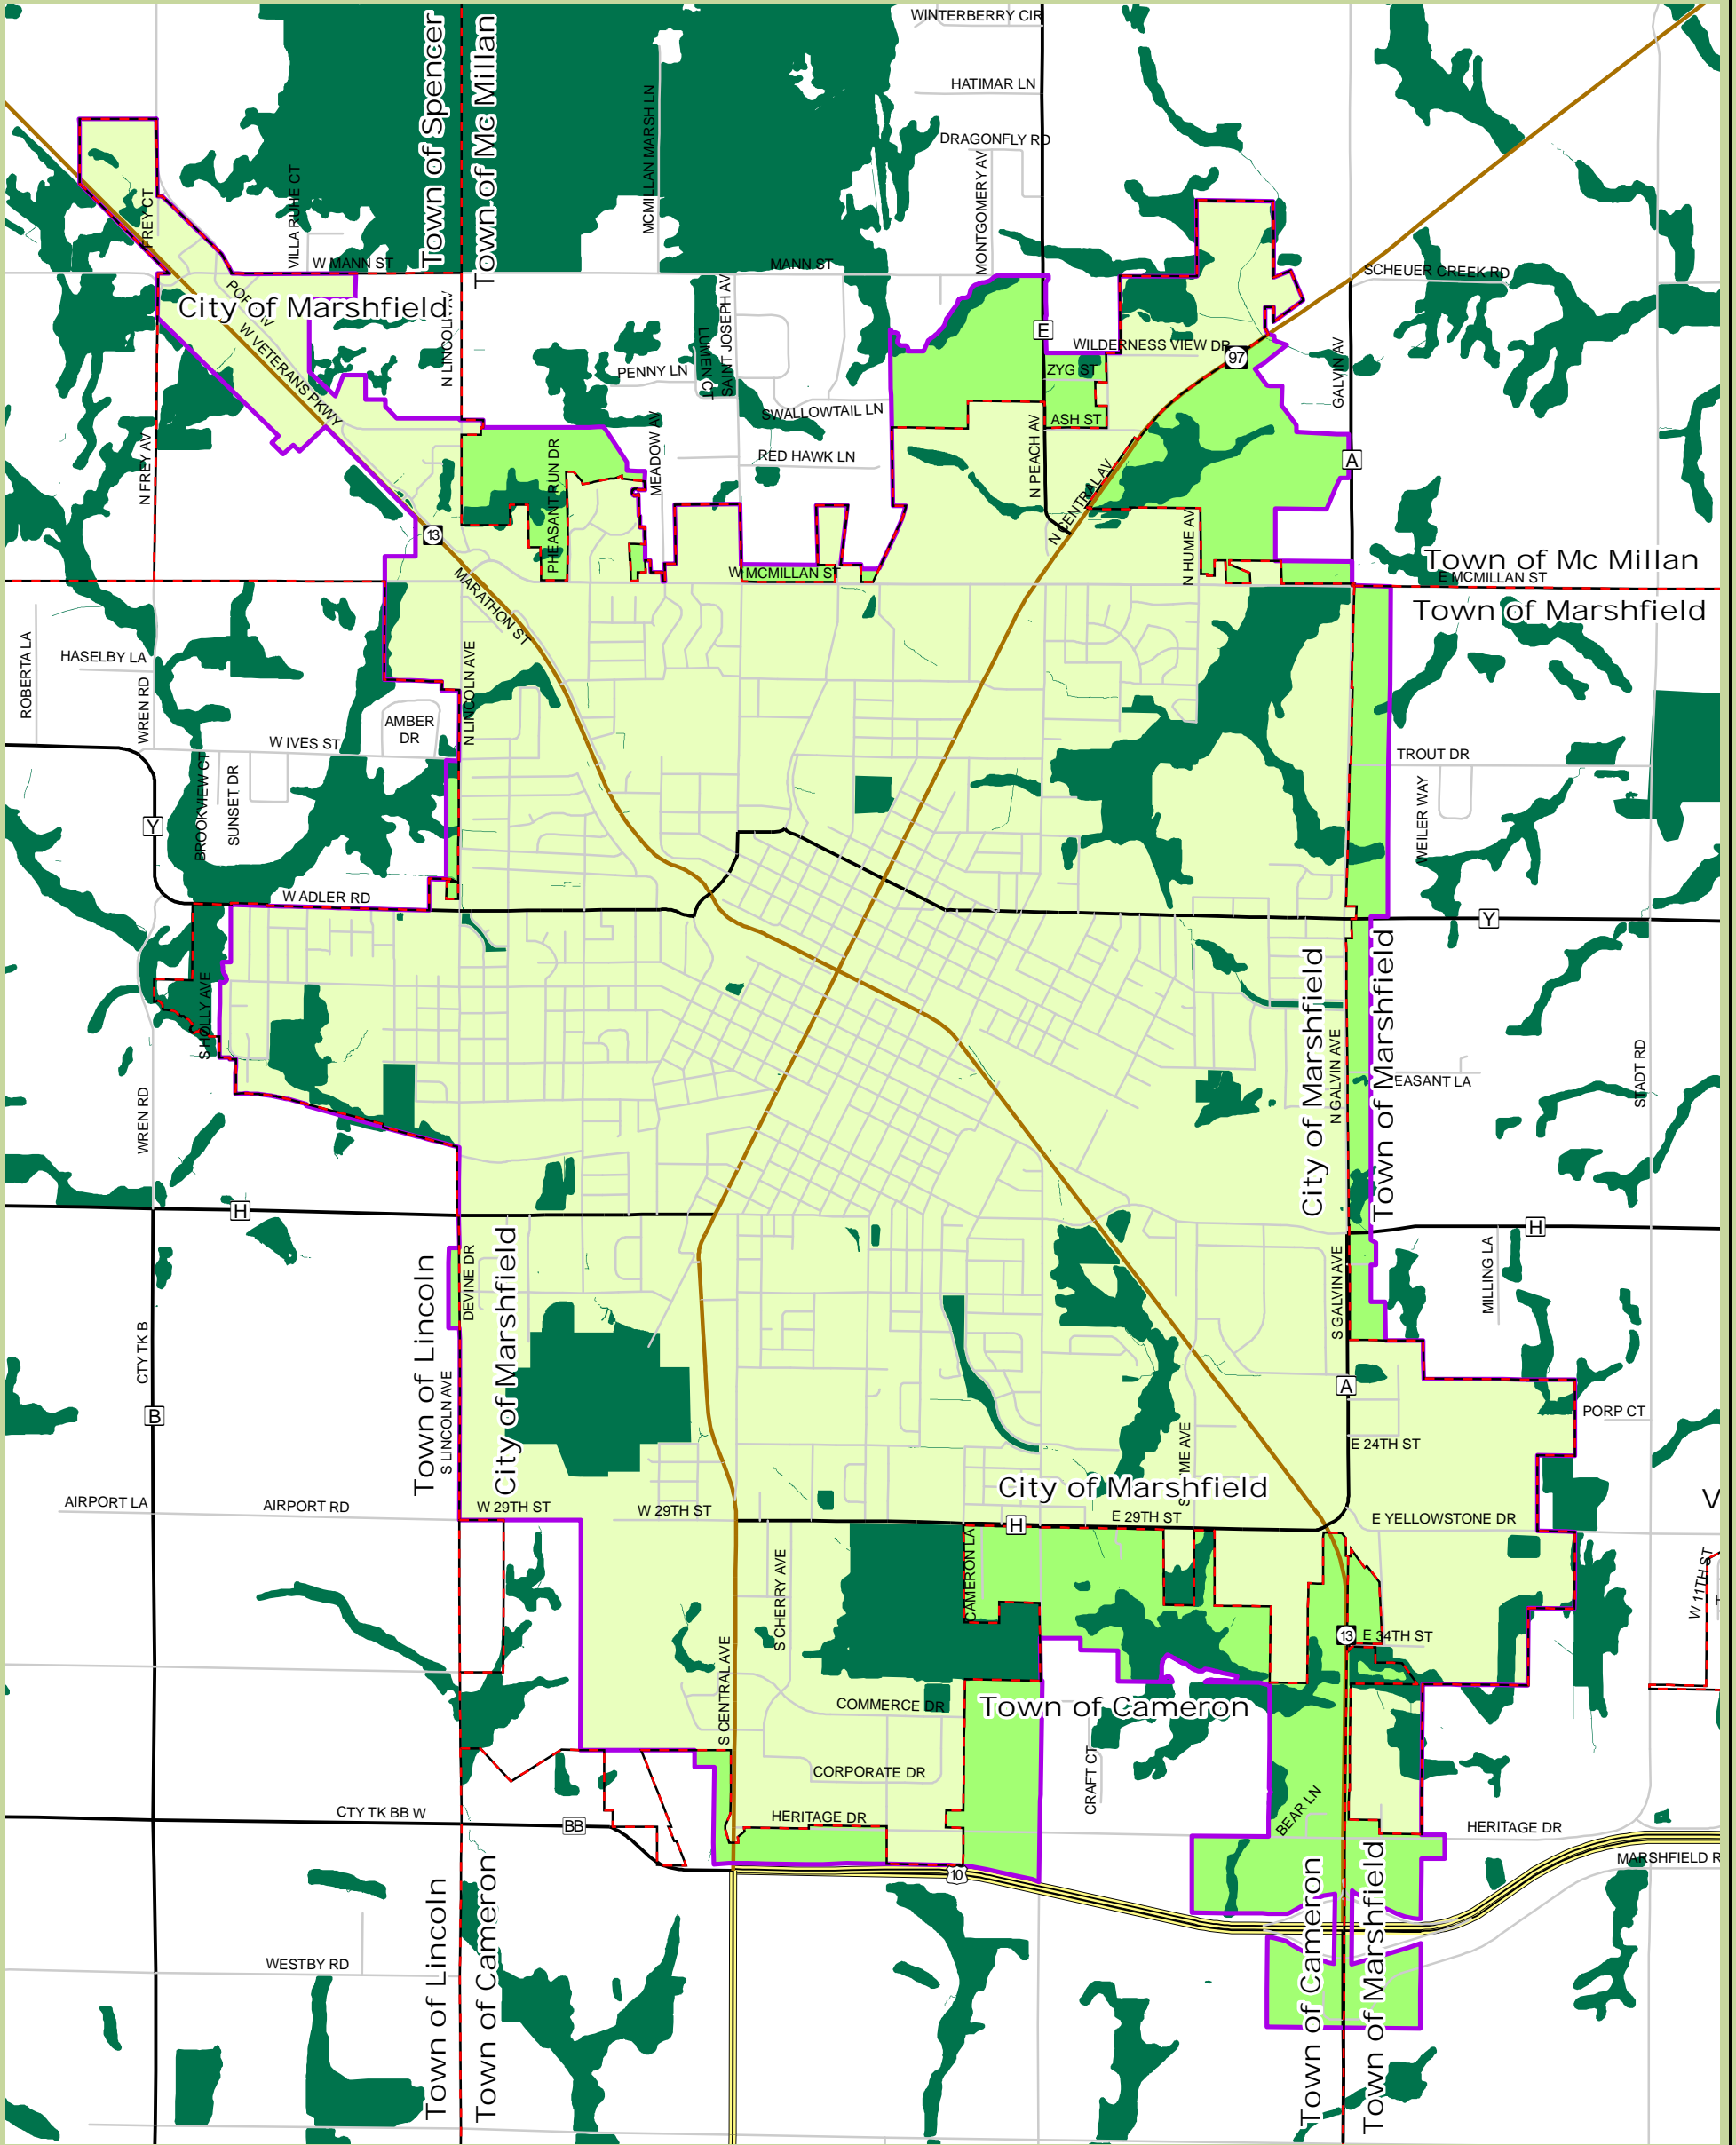 WINTERBERRY CIR
HATIMAR LN
DRAGONFLY RD
Town of Spencer
Town of Mc Millan
MCMILLAN MARSH LN
MONTGOMERY AV
FREY CT
VILLA RUHE CT
W MANN ST
MANN ST
SCHEUER CREEK RD
City of Marshfield
W VETERANS PKWY
SAINT JOSEPH AV
PENNY LN
SWALLOWTAIL LN
RED HAWK LN
E
WILDERNESS VIEW DR
97
ZYG ST
ASH ST
GALVIN AV
A
N FREY AV
PHEASANT RUN DR
MEADOW AV
N PEACH AV
N CENTRAL AV
N HUME AV
13
MARATHON ST
W MCMILLAN ST
Town of Mc Millan
E MCMILLAN ST
Town of Marshfield
ROBERTA LA
HASELBY LA
WREN RD
N LINCOLN AVE
AMBER
DR
W IVES ST
BROOKVIEW CT
SUNSET DR
TROUT DR
WEILER WAY
Y
W ADLER RD
Y
S HOLLY AVE
City of Marshfield
Town of Marshfield
N GALVIN AVE
EASANT LA
STADT RD
WREN RD
H
H
DEVINE DR
Town of Lincoln
City of Marshfield
S LINCOLN AVE
S GALVIN AVE
MILLING LA
CTY TK B
B
A
PORP CT
E 24TH ST
AIRPORT LA
AIRPORT RD
W 29TH ST
W 29TH ST
City of Marshfield
H
E 29TH ST
E YELLOWSTONE DR
V
W 11TH ST
CAMERON LA
S CHERRY AVE
13
E 34TH ST
S CENTRAL AVE
COMMERCE DR
Town of Cameron
CORPORATE DR
CRAFT CT
BEAR LN
CTY TK BB W
BB
HERITAGE DR
HERITAGE DR
MARSHFIELD R
10
Town of Lincoln
Town of Cameron
WESTBY RD
Town of Cameron
Town of Marshfield